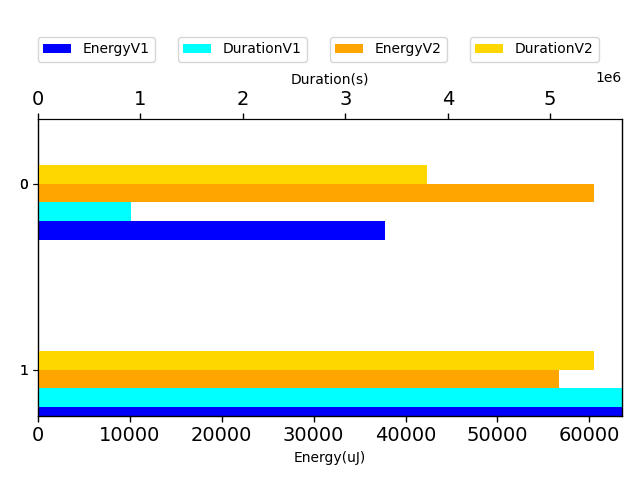 EnergyV1 DurationV1 EnergyV2 DurationV2
Duration(s)
1e6
0 1 2 3 4 5
0
1
0 10000 20000 30000 40000 50000 60000
Energy(uJ)